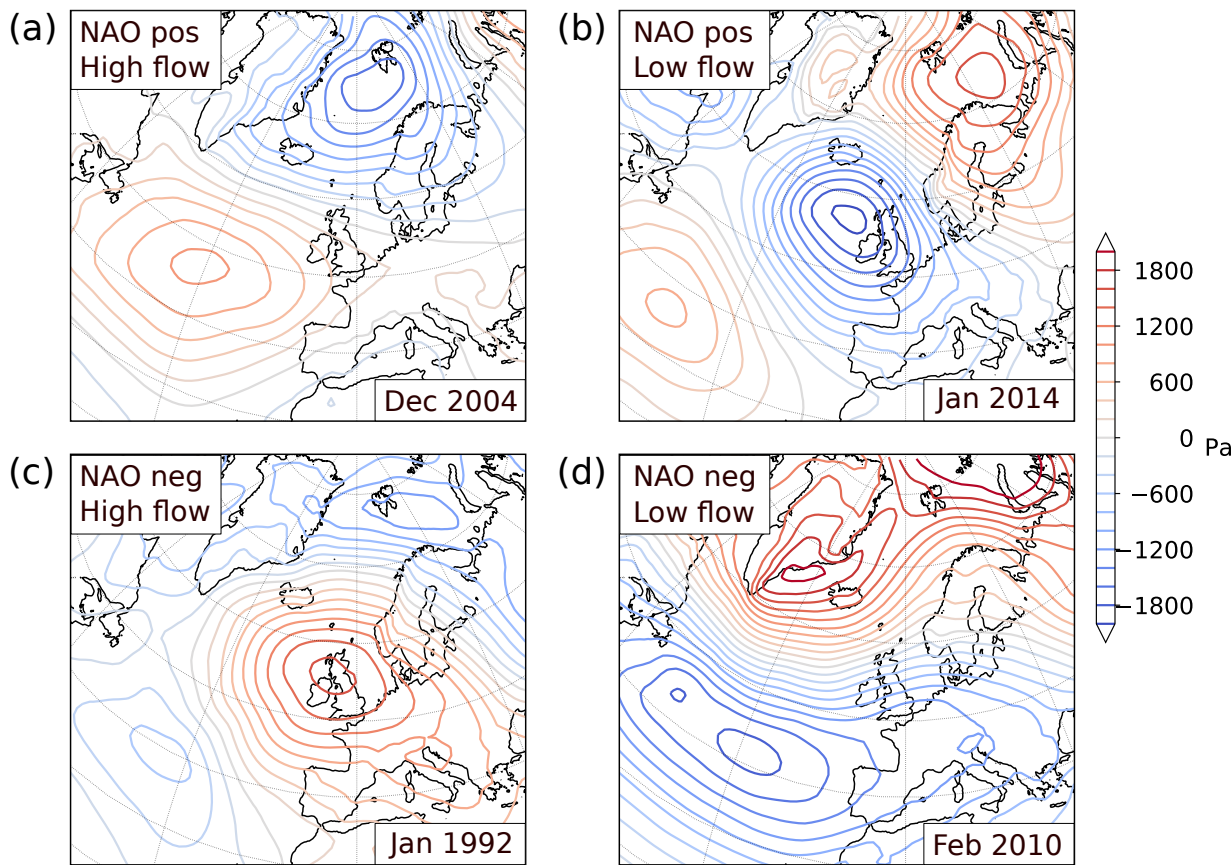 (a)
NAO pos
High flow
Dec 2004
(b)
NAO pos
Low flow
Jan 2014
(c)
NAO neg
High flow
Jan 1992
(d)
NAO neg
Low flow
Feb 2010
1800
1200
600
0
−600
−1200
−1800
Pa